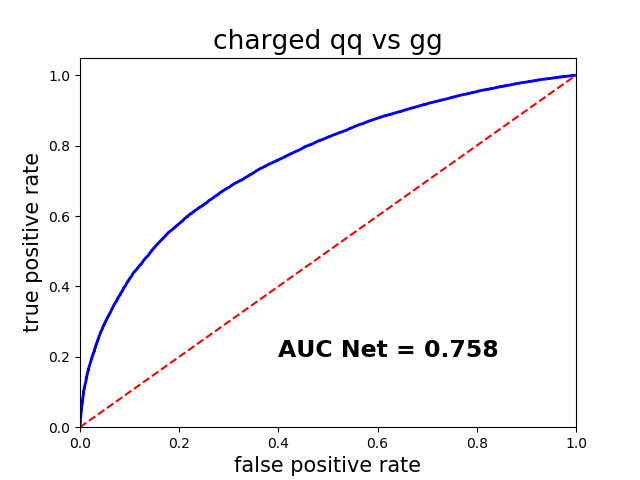 charged qq vs gg
true positive rate
1.0
0.8
0.6
0.4
0.2
0.0
AUC Net = 0.758
0.0 0.2 0.4 0.6 0.8 1.0
false positive rate